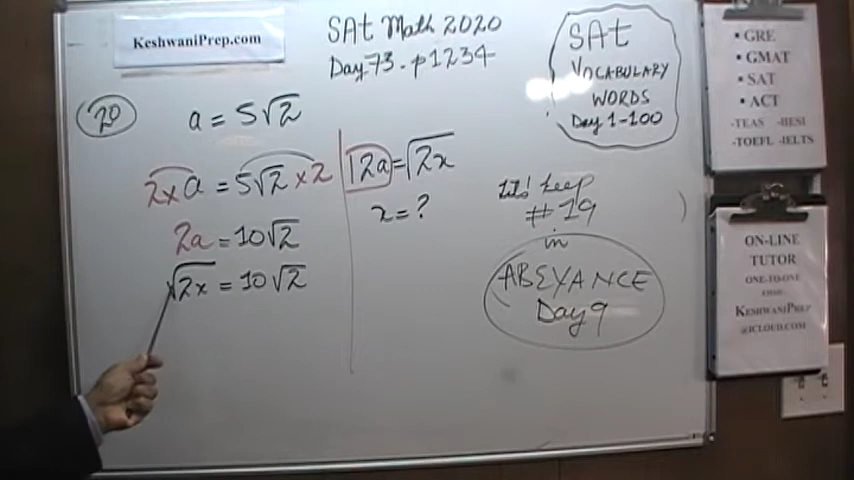 KeshwaniPrep.com
SAt Math 2020
Day 73 - p1234
20
a = 5√2
2 x a = 5√2 x 2
2a = 10√2
√2x = 10√2
2a = √2x
x = ?
SAt
VOCABULARY
WORDS
Day 1-100
Let's keep
#19
in
ABEYANCE
Day 9
• GRE
• GMAT
• SAT
• ACT
-TEAS -HESI
-TOEFL -IELTS
ON-LINE
TUTOR
ONE-TO-ONE
KESHWANIPREP
@ICLOUD.COM